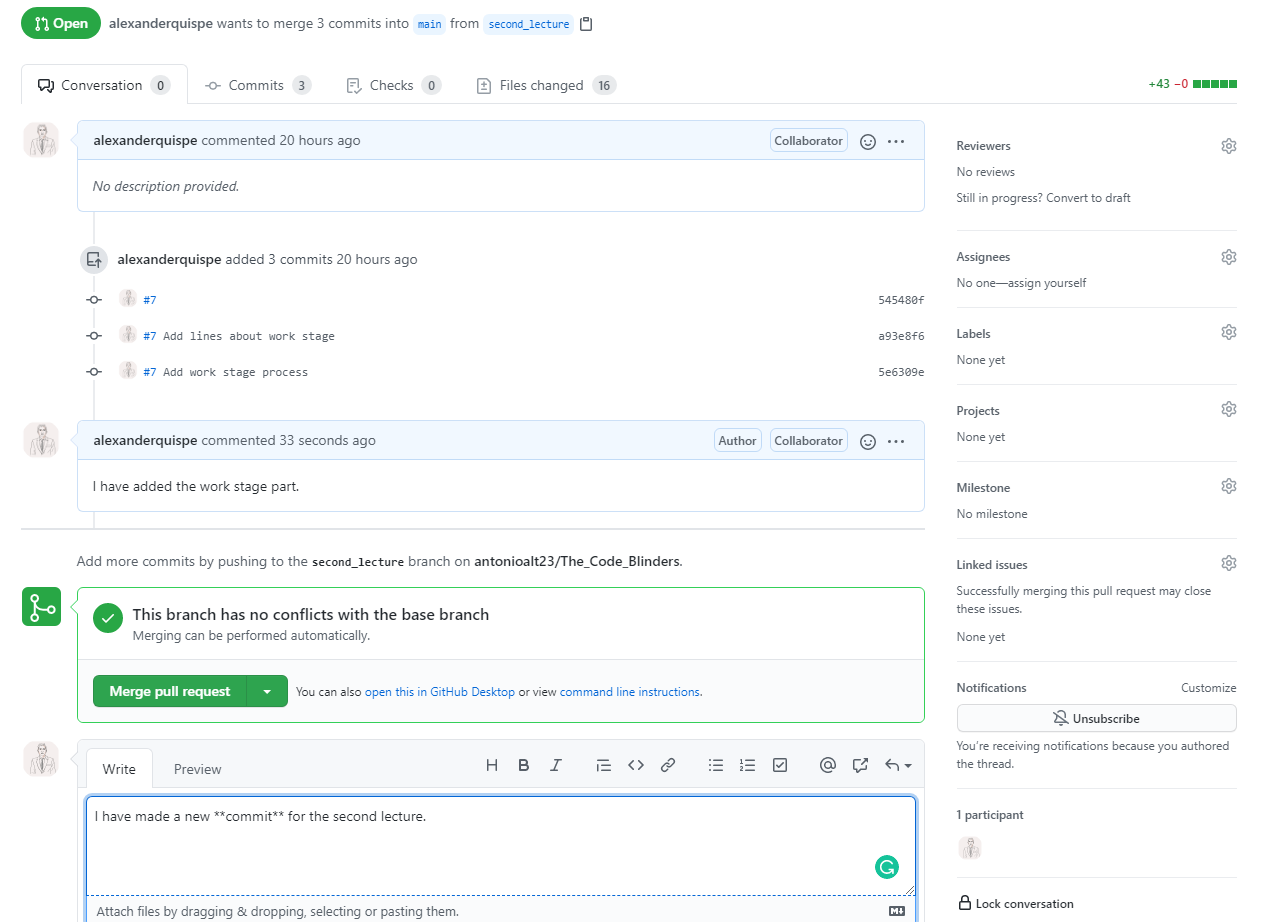 Open alexanderquispe wants to merge 3 commits into main from second_lecture
Conversation 0 Commits 3 Checks 0 Files changed 16 +43 −0
alexanderquispe commented 20 hours ago Collaborator
No description provided.
alexanderquispe added 3 commits 20 hours ago
#7 545480f
#7 Add lines about work stage a93e8f6
#7 Add work stage process 5e6309e
alexanderquispe commented 33 seconds ago Author Collaborator
I have added the work stage part.
Add more commits by pushing to the second_lecture branch on antonioalt23/The_Code_Blinders.
This branch has no conflicts with the base branch
Merging can be performed automatically.
Merge pull request You can also open this in GitHub Desktop or view command line instructions.
Write Preview H B I @
I have made a new **commit** for the second lecture.
G
Attach files by dragging & dropping, selecting or pasting them.
Reviewers
No reviews
Still in progress? Convert to draft
Assignees
No one—assign yourself
Labels
None yet
Projects
None yet
Milestone
No milestone
Linked issues
Successfully merging this pull request may close
these issues.
None yet
Notifications Customize
Unsubscribe
You're receiving notifications because you authored
the thread.
1 participant
Lock conversation